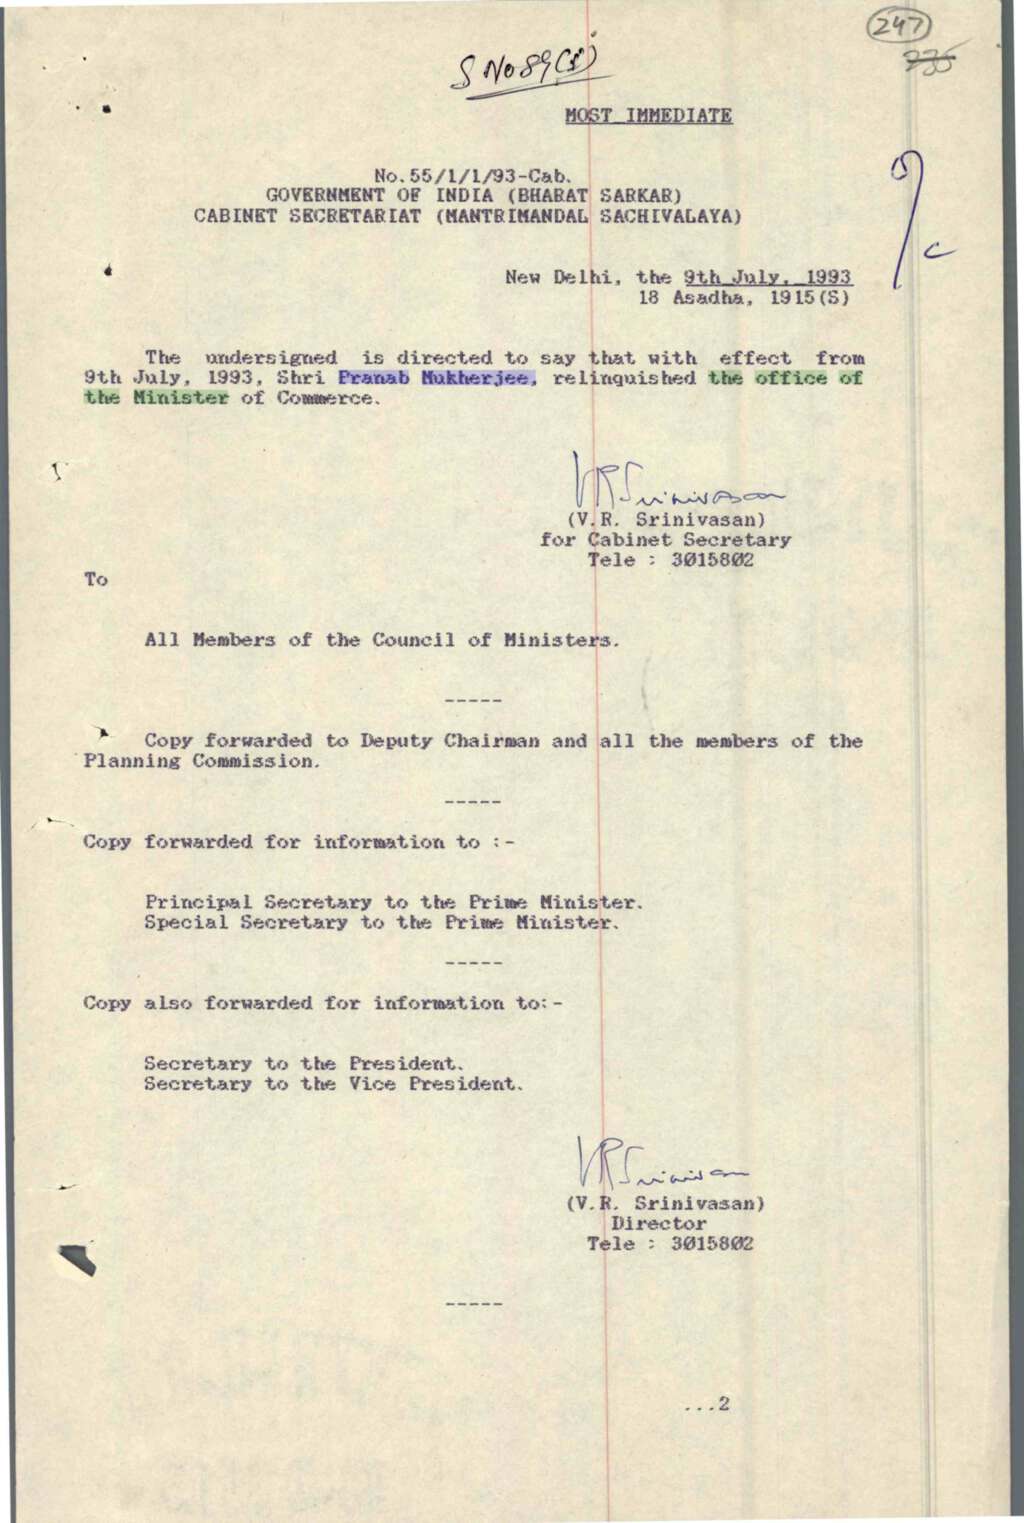 247
235
S No 89(S)
MOST IMMEDIATE
No.55/1/1/93-Cab.
GOVERNMENT OF INDIA (BHARAT SARKAR)
CABINET SECRETARIAT (MANTRIMANDAL SACHIVALAYA)
New Delhi, the 9th July, 1993
18 Asadha, 1915(S)
The undersigned is directed to say that with effect from
9th July, 1993, Shri Pranab Mukherjee, relinquished the office of
the Minister of Commerce.
VRSrinivasan
(V.R. Srinivasan)
for Cabinet Secretary
Tele : 3015802
To
All Members of the Council of Ministers.
-----
Copy forwarded to Deputy Chairman and all the members of the
Planning Commission.
-----
Copy forwarded for information to :-
Principal Secretary to the Prime Minister.
Special Secretary to the Prime Minister.
-----
Copy also forwarded for information to:-
Secretary to the President.
Secretary to the Vice President.
VRSrinivasan
(V.R. Srinivasan)
Director
Tele : 3015802
-----
...2